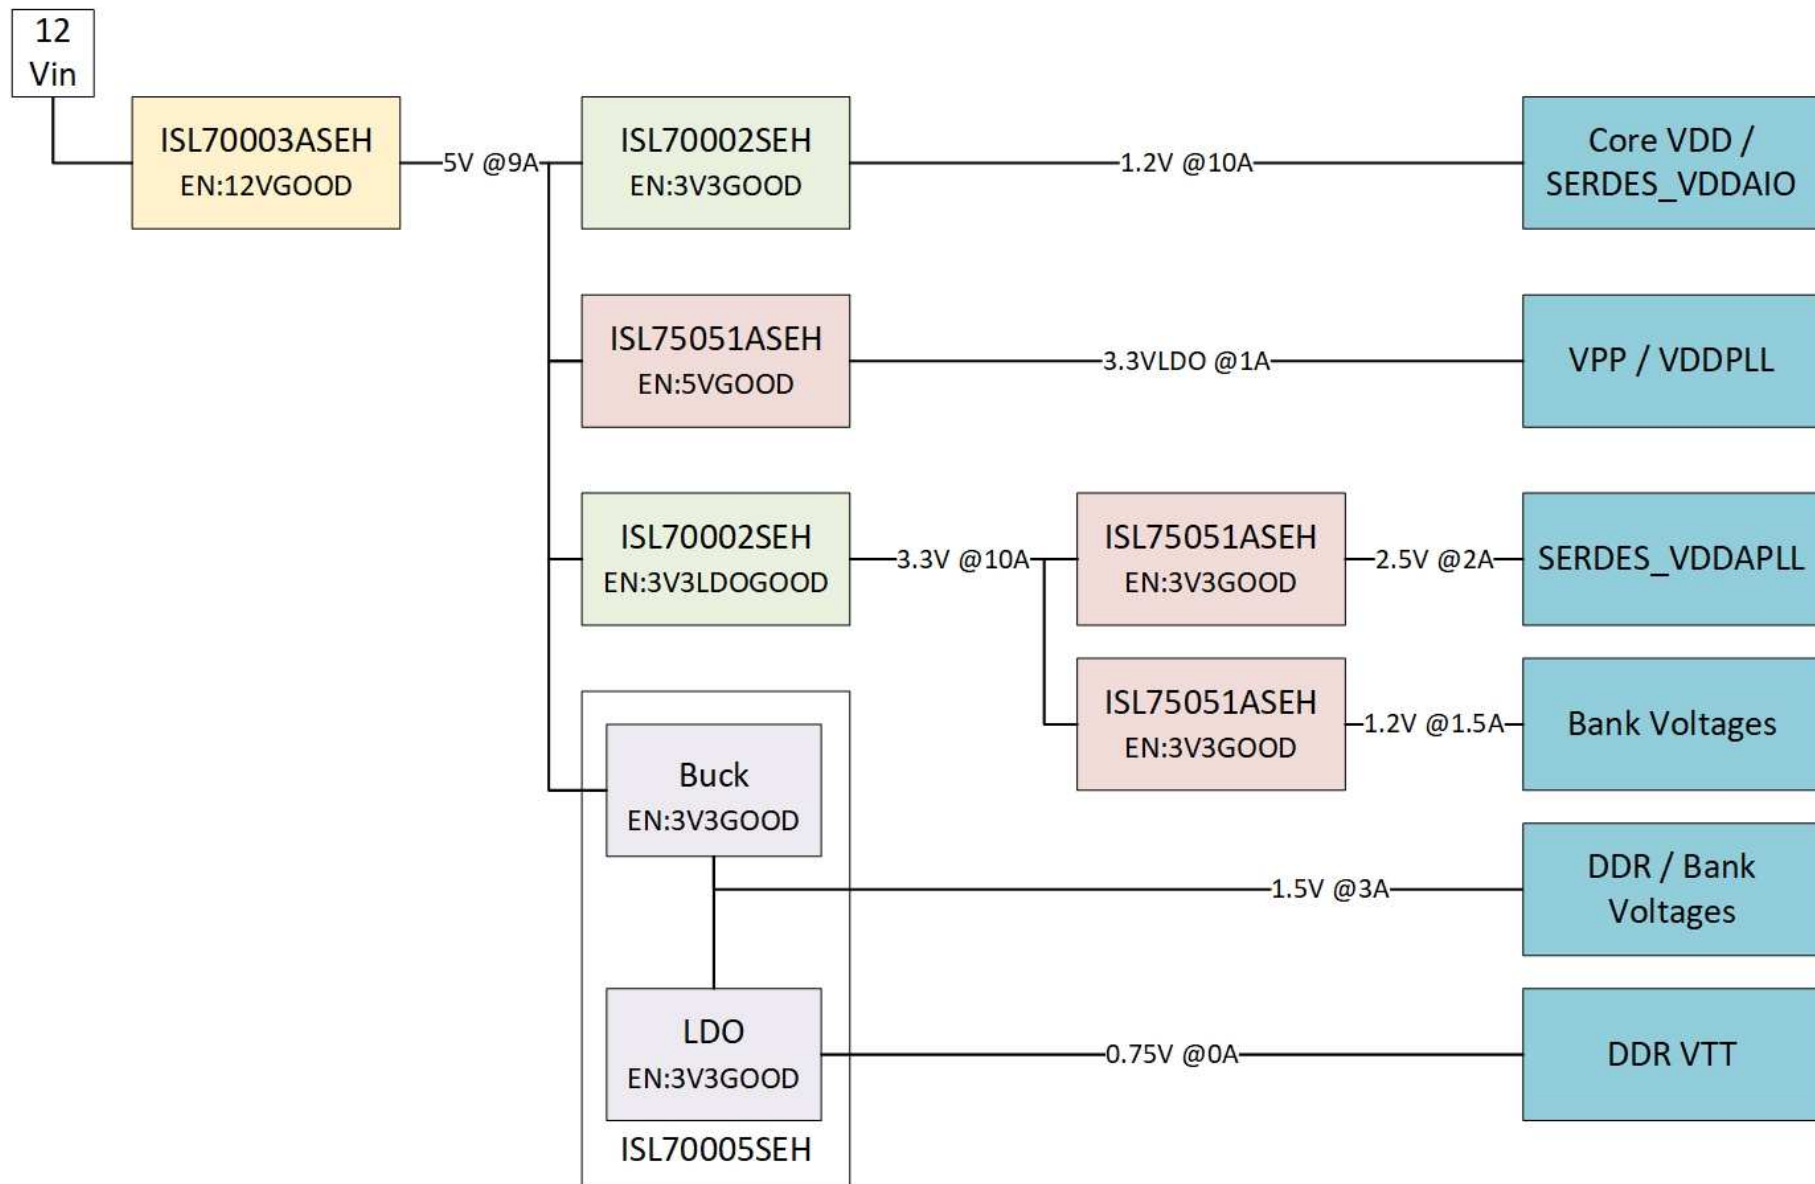 12
Vin
ISL70003ASEH
EN:12VGOOD
5V @9A
ISL70002SEH
EN:3V3GOOD
1.2V @10A
Core VDD /
SERDES_VDDAIO
ISL75051ASEH
EN:5VGOOD
3.3VLDO @1A
VPP / VDDPLL
ISL70002SEH
EN:3V3LDOGOOD
3.3V @10A
ISL75051ASEH
EN:3V3GOOD
2.5V @2A
SERDES_VDDAPLL
ISL75051ASEH
EN:3V3GOOD
1.2V @1.5A
Bank Voltages
Buck
EN:3V3GOOD
1.5V @3A
DDR / Bank
Voltages
LDO
EN:3V3GOOD
0.75V @0A
DDR VTT
ISL70005SEH